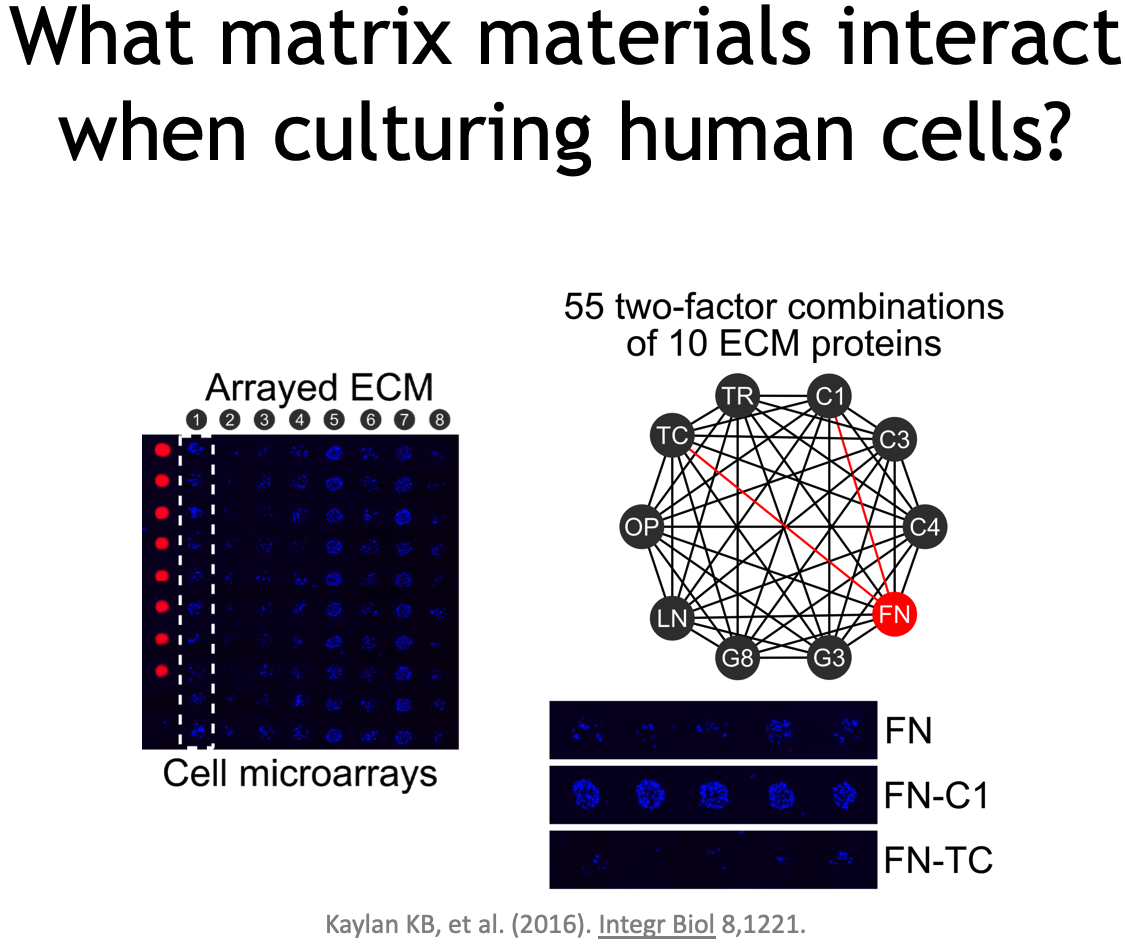 What matrix materials interact
when culturing human cells?
Arrayed ECM
1 2 3 4 5 6 7 8
Cell microarrays
55 two-factor combinations
of 10 ECM proteins
TR C1
TC C3
OP C4
LN FN
G8 G3
FN
FN-C1
FN-TC
Kaylan KB, et al. (2016). Integr Biol 8,1221.